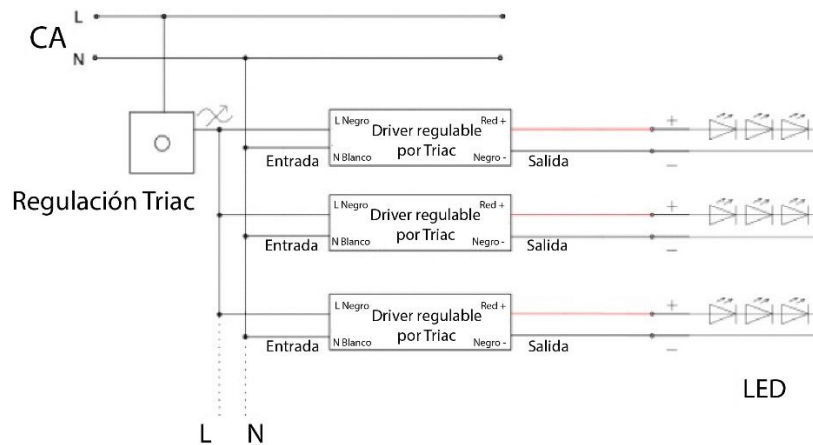 L
CA
N
L Negro
Red +
Driver regulable
por Triac
N Blanco
Negro -
Entrada
Salida
+
−
Regulación Triac
L Negro
Red +
Driver regulable
por Triac
N Blanco
Negro -
Entrada
Salida
+
−
L Negro
Red +
Driver regulable
por Triac
N Blanco
Negro -
Entrada
Salida
+
−
LED
L N